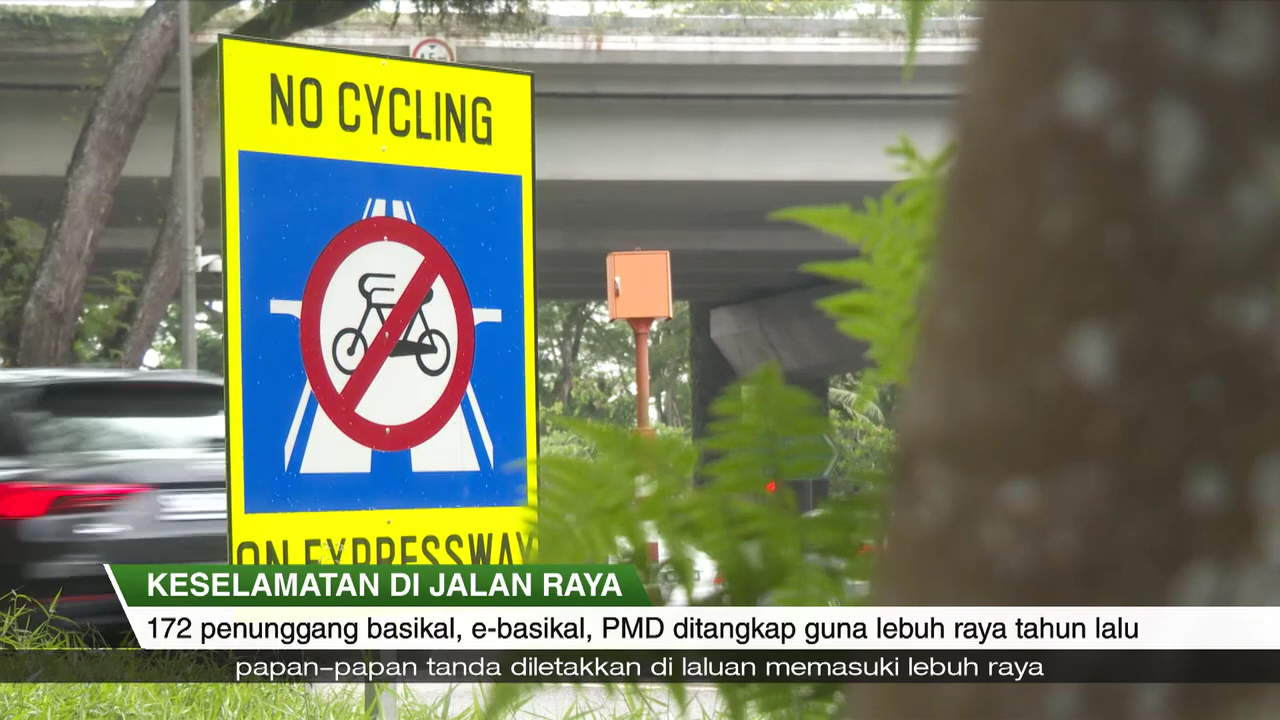 NO CYCLING
ON EXPRESSWAY
KESELAMATAN DI JALAN RAYA
172 penunggang basikal, e-basikal, PMD ditangkap guna lebuh raya tahun lalu
papan-papan tanda diletakkan di laluan memasuki lebuh raya